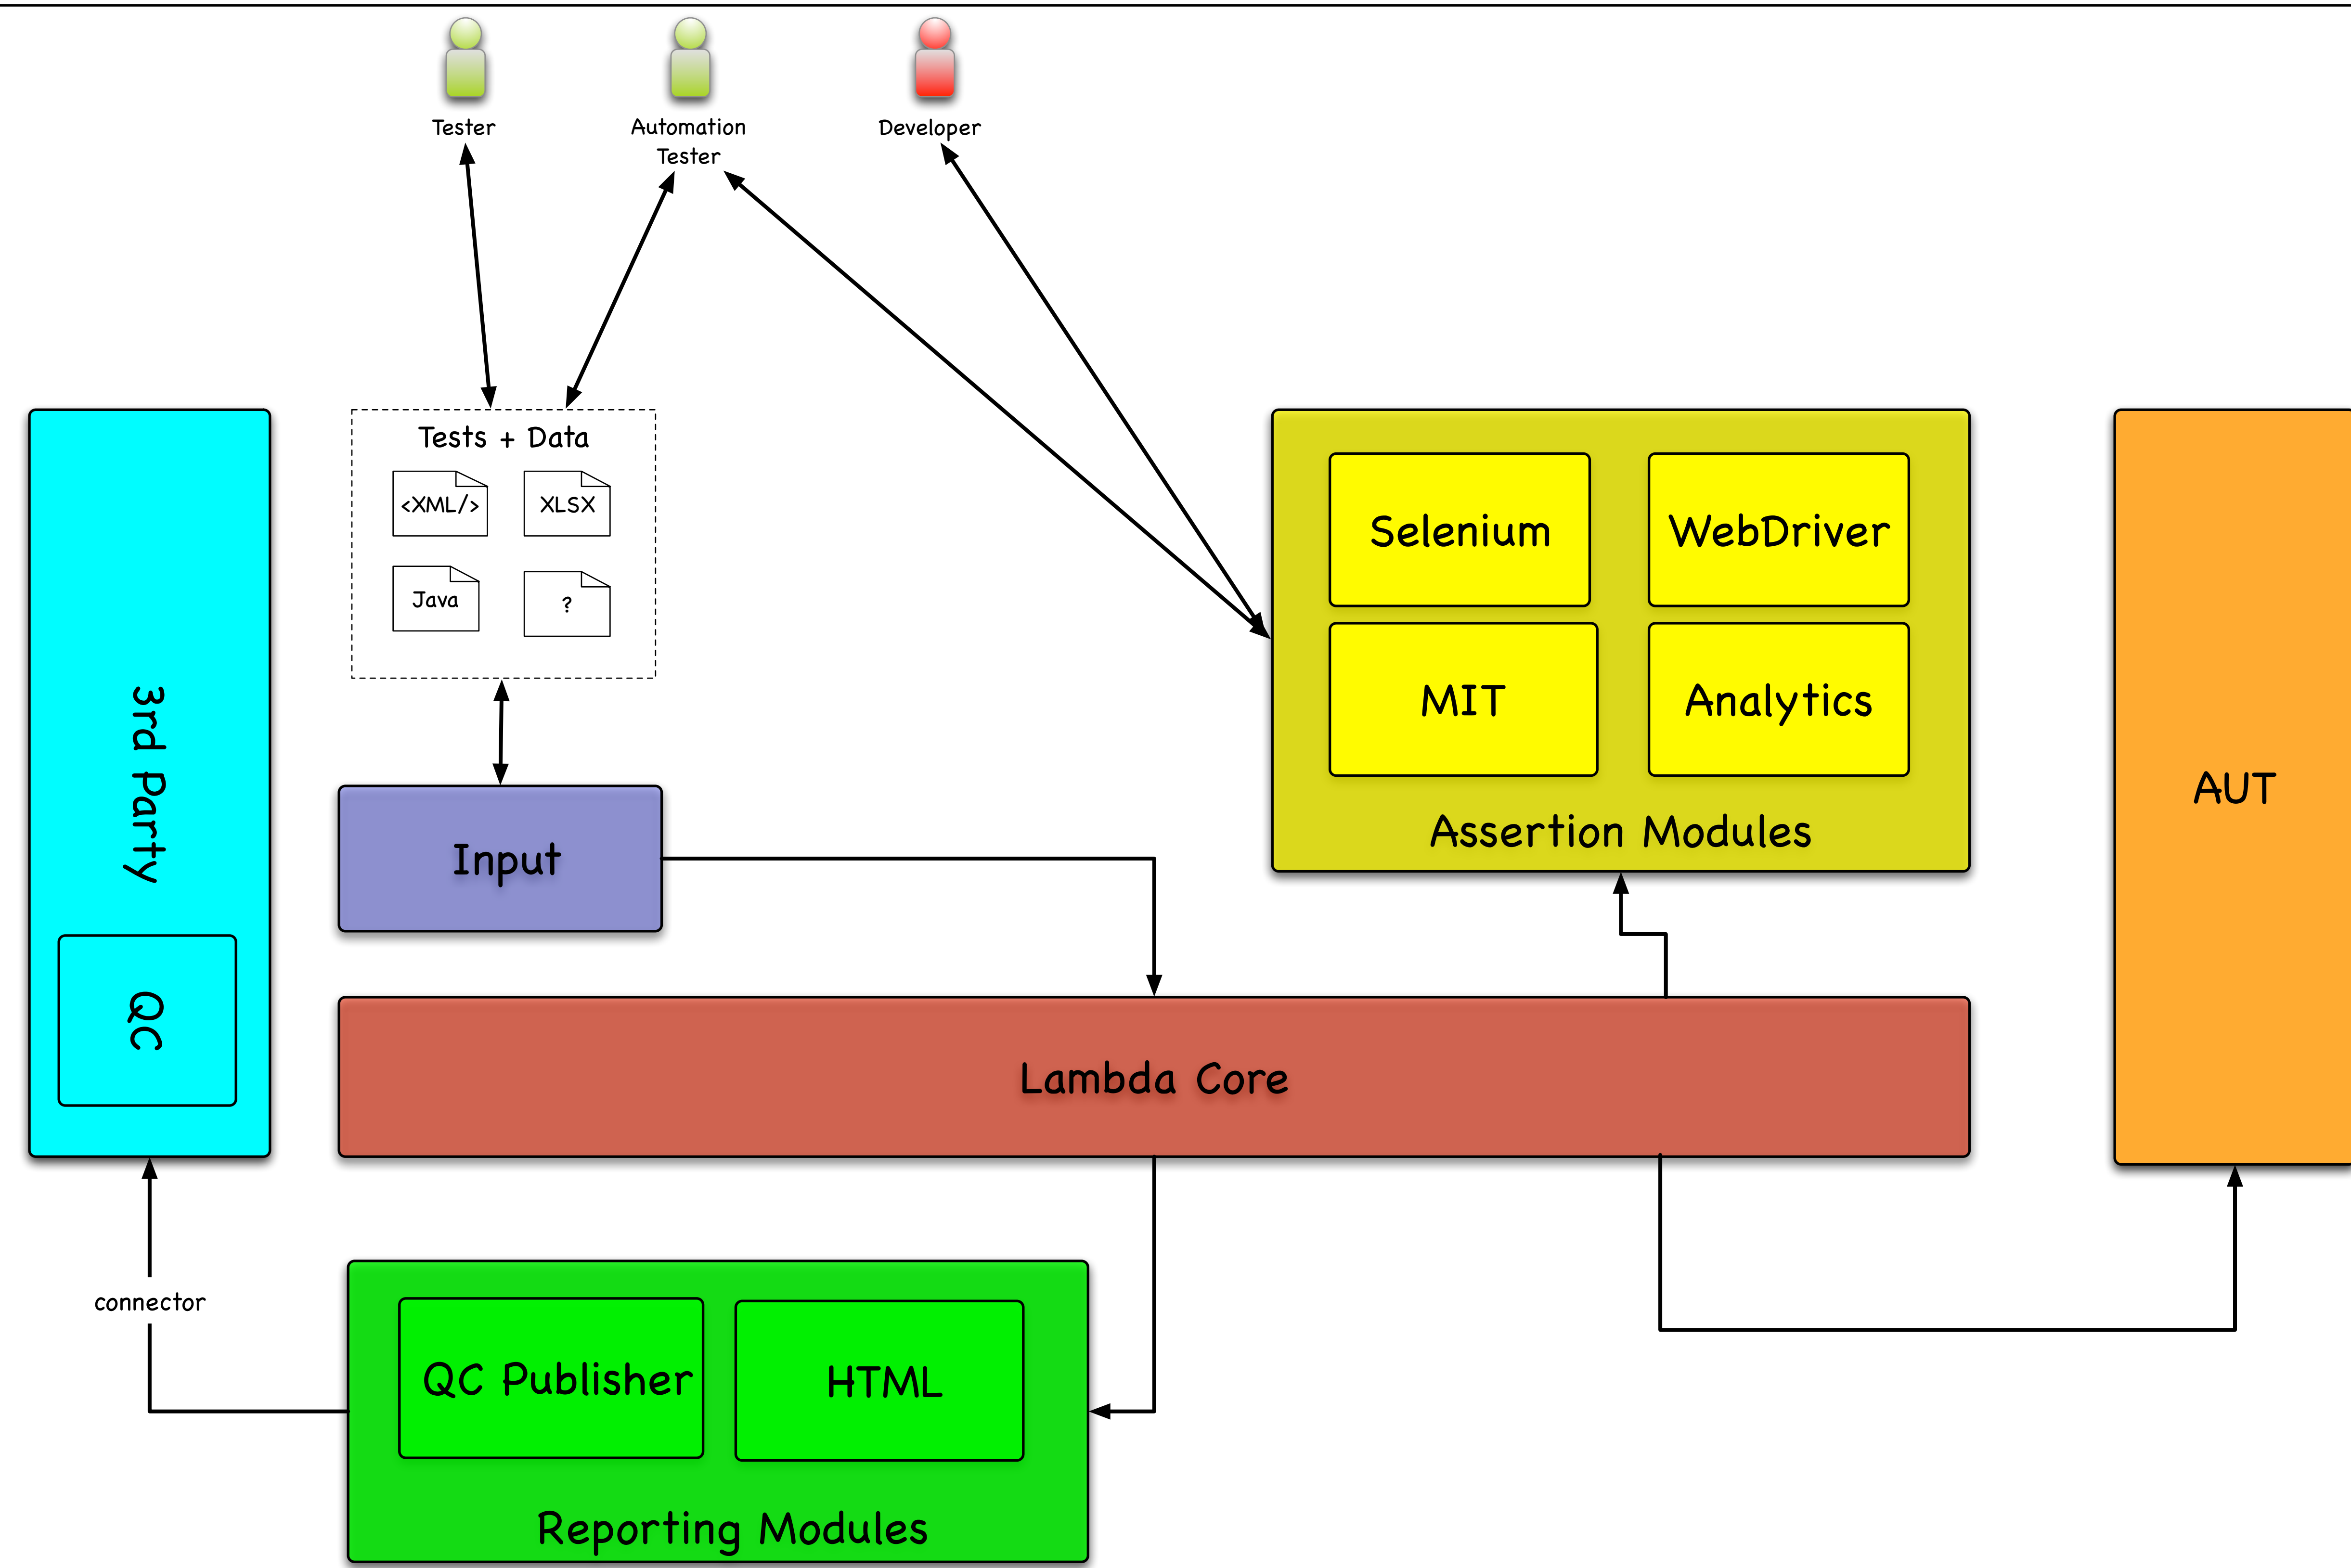 Tester
Automation
Tester
Developer
Tests + Data
<XML/>
XLSX
Java
?
Selenium
WebDriver
MIT
Analytics
Assertion Modules
3rd Party
QC
AUT
Input
Lambda Core
connector
QC Publisher
HTML
Reporting Modules